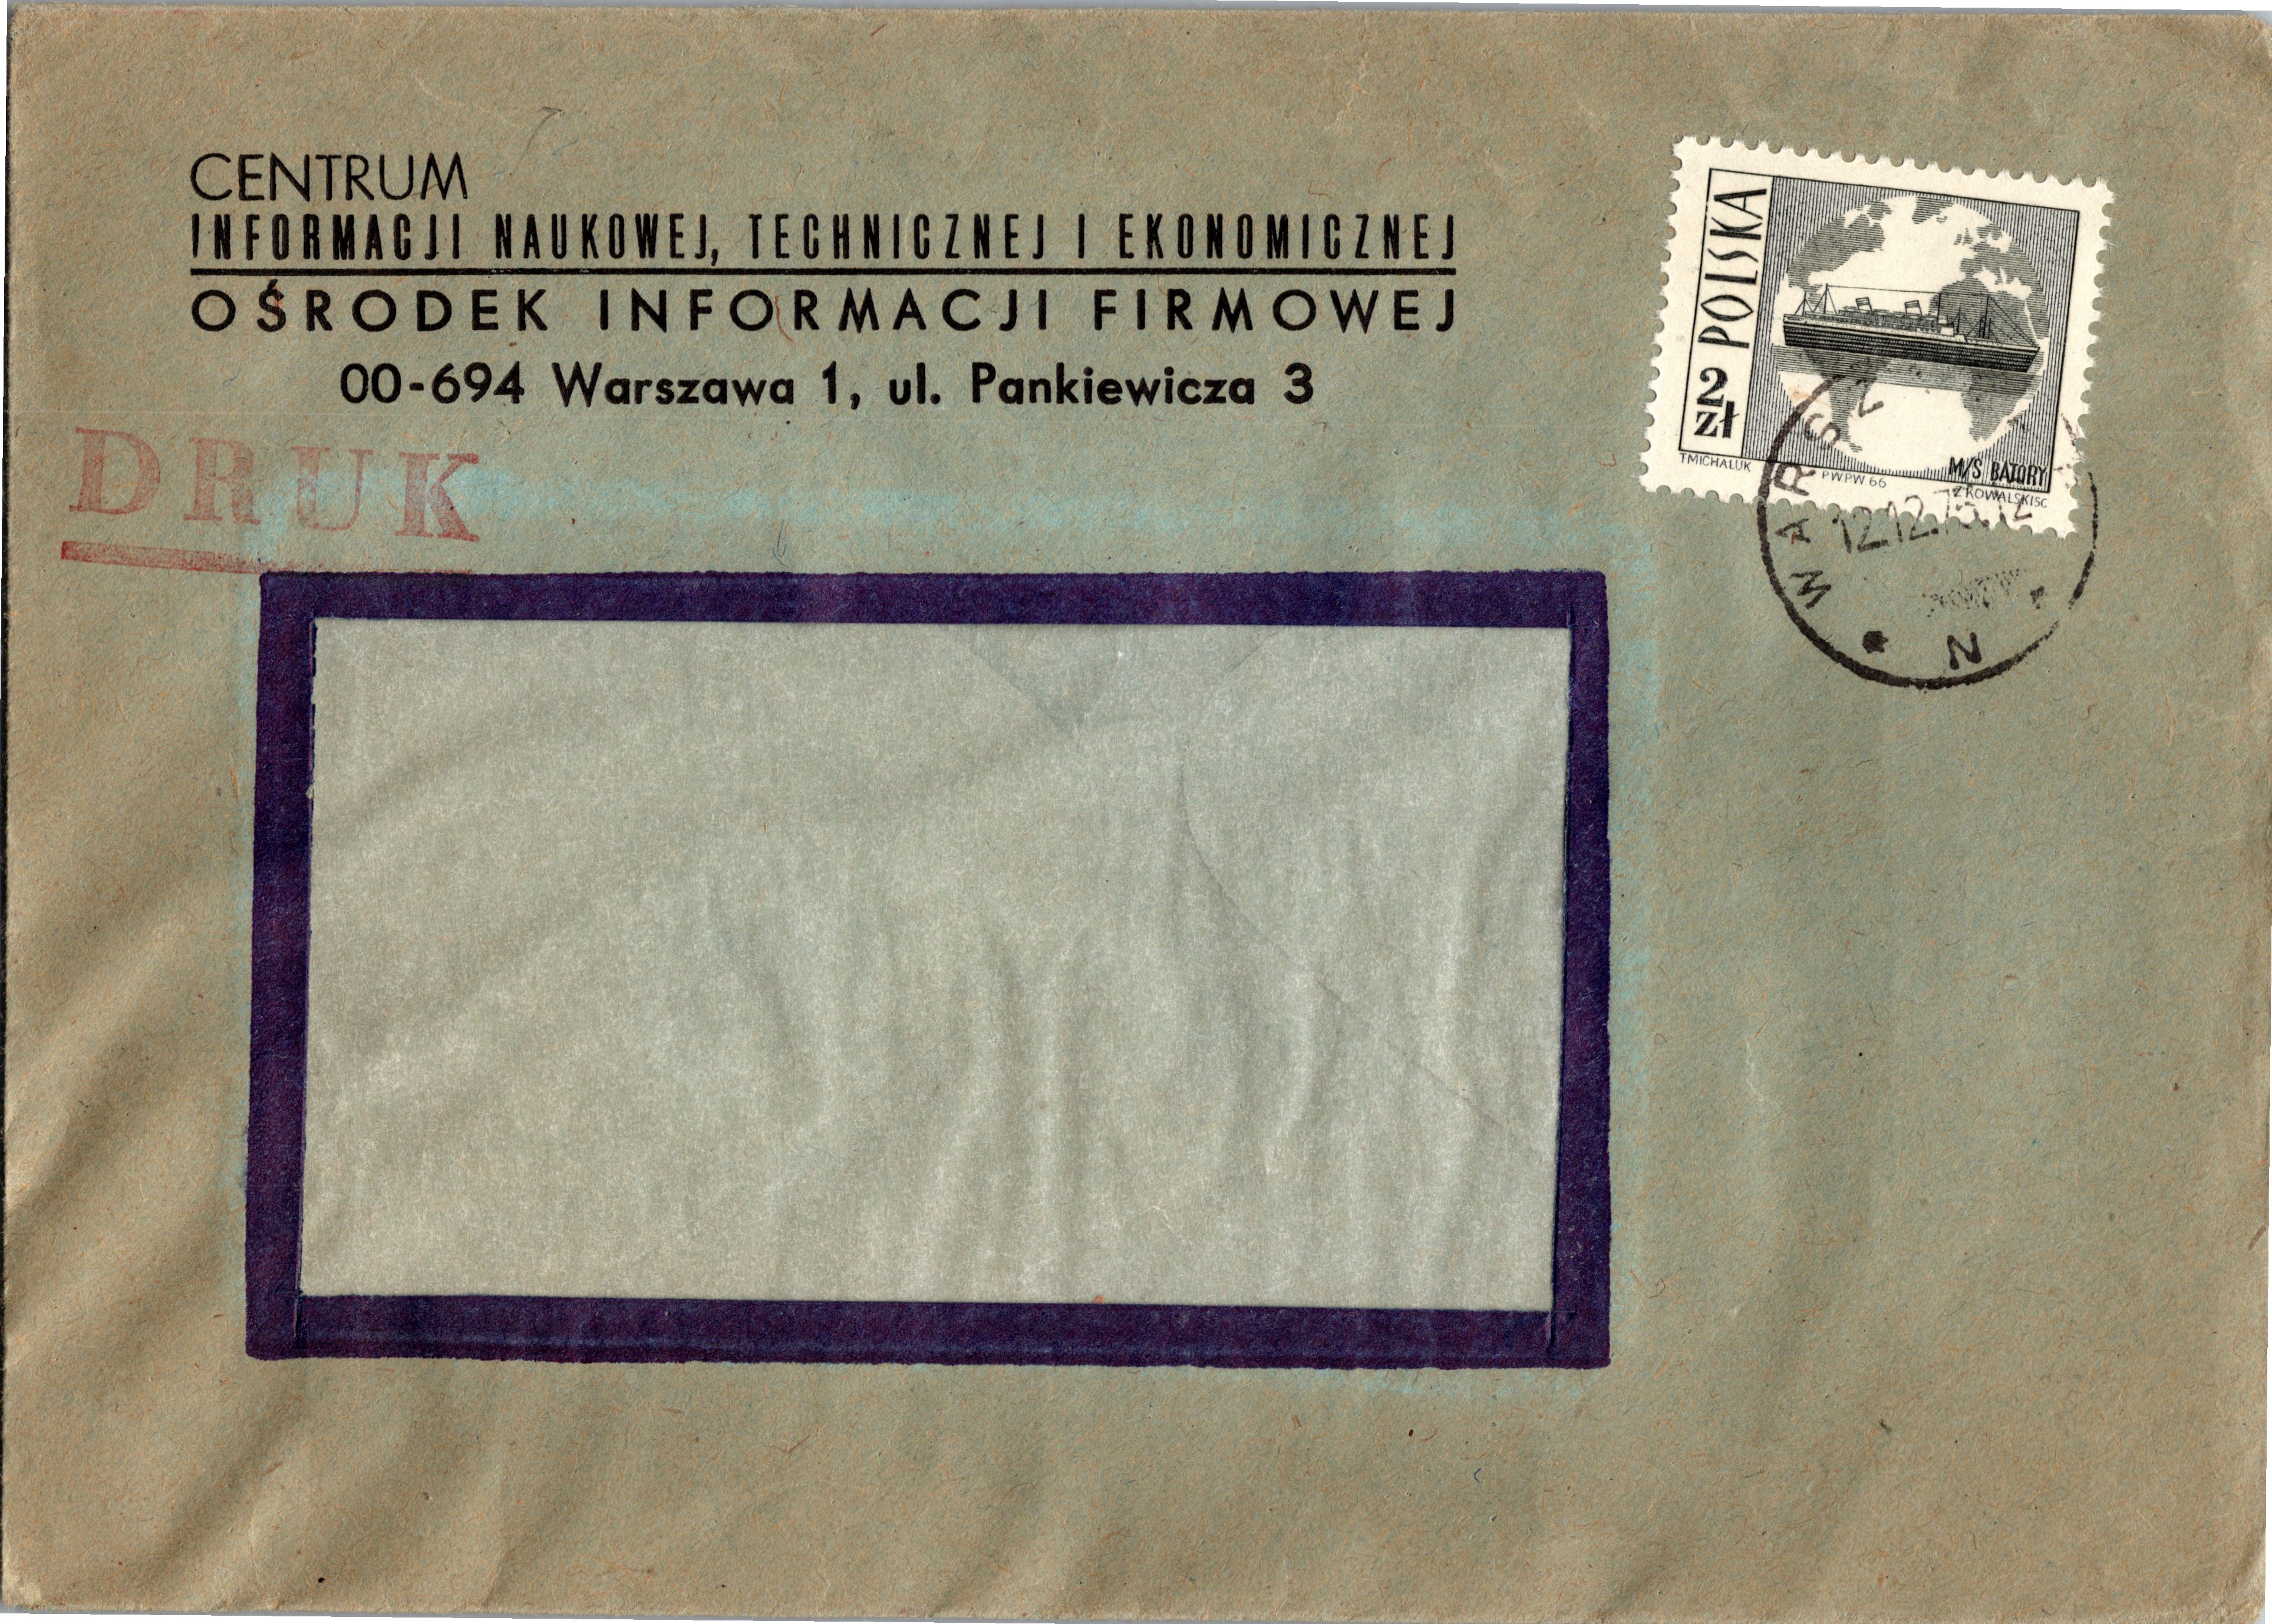 CENTRUM
INFORMACJI NAUKOWEJ, TECHNICZNEJ I EKONOMICZNEJ
OŚRODEK INFORMACJI FIRMOWEJ
00-694 Warszawa 1, ul. Pankiewicza 3
DRUK
POLSKA
2 zł
M/S BATORY
T.MICHALUK
PWPW 66
Z.KOWALSKI SC
WARSZ
12.12.